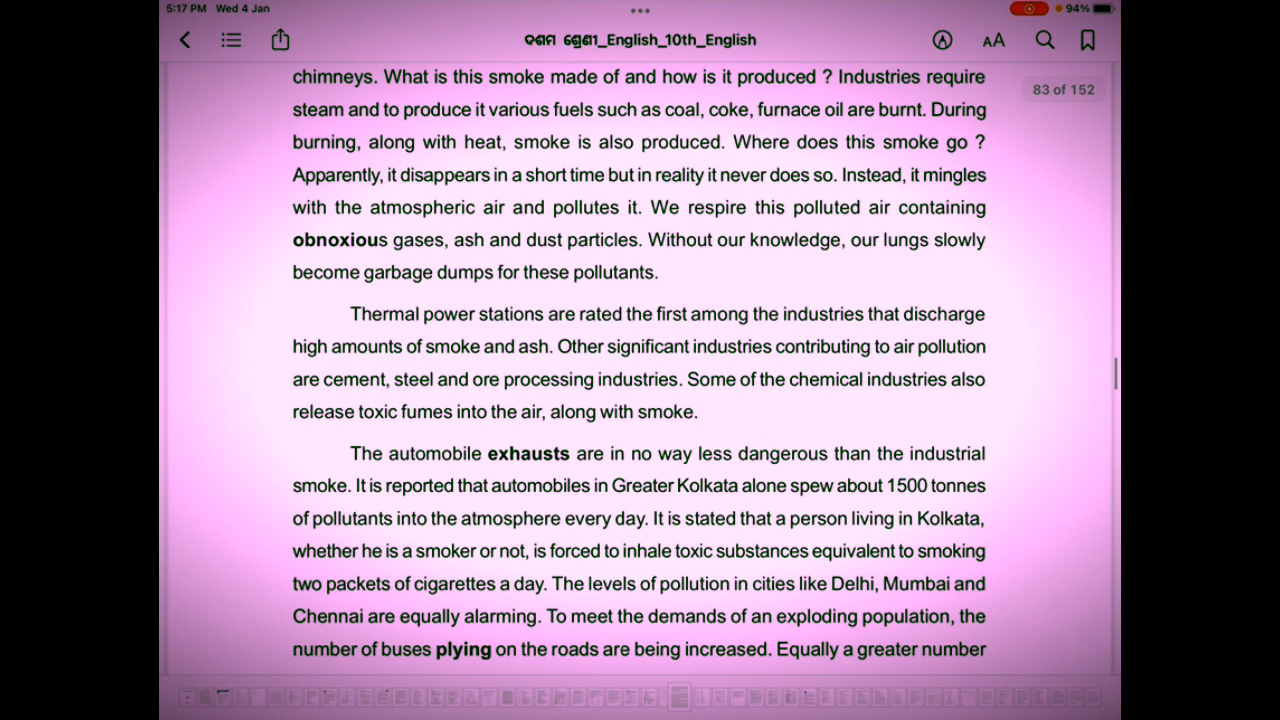 5:17 PM Wed 4 Jan
94%
ଦଶମ ଶ୍ରେଣୀ_English_10th_English
AA
83 of 152
chimneys. What is this smoke made of and how is it produced ? Industries require
steam and to produce it various fuels such as coal, coke, furnace oil are burnt. During
burning, along with heat, smoke is also produced. Where does this smoke go ?
Apparently, it disappears in a short time but in reality it never does so. Instead, it mingles
with the atmospheric air and pollutes it. We respire this polluted air containing
obnoxious gases, ash and dust particles. Without our knowledge, our lungs slowly
become garbage dumps for these pollutants.
Thermal power stations are rated the first among the industries that discharge
high amounts of smoke and ash. Other significant industries contributing to air pollution
are cement, steel and ore processing industries. Some of the chemical industries also
release toxic fumes into the air, along with smoke.
The automobile exhausts are in no way less dangerous than the industrial
smoke. It is reported that automobiles in Greater Kolkata alone spew about 1500 tonnes
of pollutants into the atmosphere every day. It is stated that a person living in Kolkata,
whether he is a smoker or not, is forced to inhale toxic substances equivalent to smoking
two packets of cigarettes a day. The levels of pollution in cities like Delhi, Mumbai and
Chennai are equally alarming. To meet the demands of an exploding population, the
number of buses plying on the roads are being increased. Equally a greater number